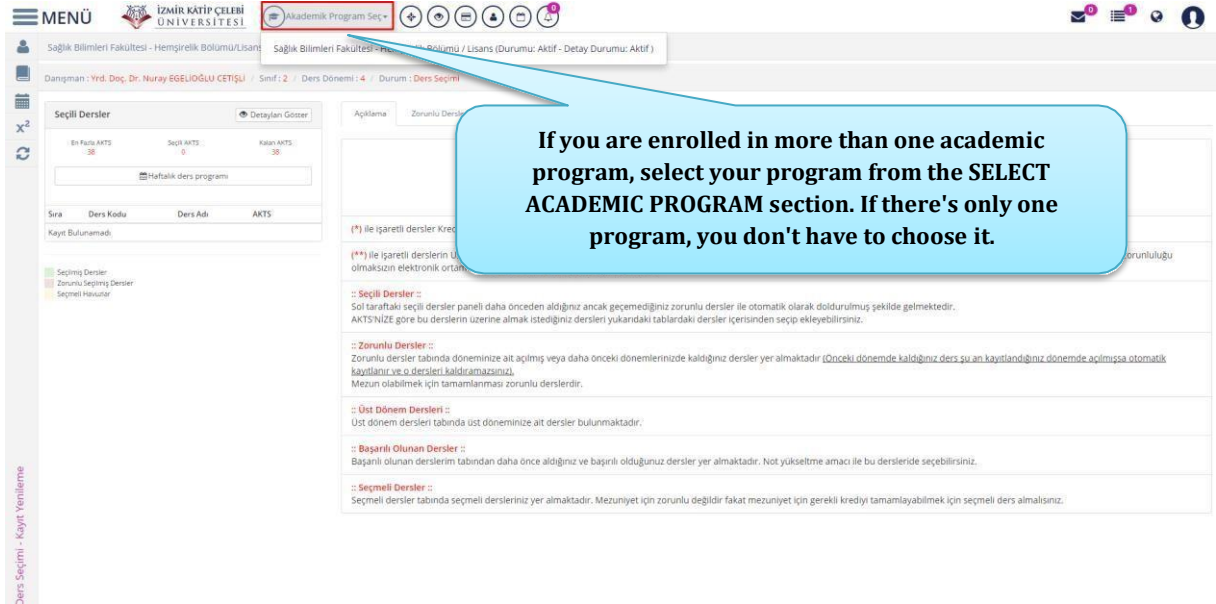 MENÜ
İZMİR KÂTİP ÇELEBİ
ÜNİVERSİTESİ
Akademik Program Seç
0
0
1
Sağlık Bilimleri Fakültesi - Hemşirelik Bölümü/Lisans
Sağlık Bilimleri Fakültesi - Hemşirelik Bölümü / Lisans (Durumu: Aktif - Detay Durumu: Aktif )
Danışman : Yrd. Doç. Dr. Nuray EGELİOĞLU CETİŞLİ / Sınıf : 2 / Ders Dönemi : 4 / Durum : Ders Seçimi
Seçili Dersler
Detayları Göster
En Fazla AKTS
Seçili AKTS
Kalan AKTS
38
0
38
Haftalık ders programı
Sıra Ders Kodu Ders Adı AKTS
Kayıt Bulunamadı
Seçilmiş Dersler
Zorunlu Seçilmiş Dersler
Seçmeli Havuzlar
x²
Ders Seçimi - Kayıt Yenileme
Açıklama
Zorunlu Dersler
If you are enrolled in more than one academic
program, select your program from the SELECT
ACADEMIC PROGRAM section. If there's only one
program, you don't have to choose it.
(*) ile işaretli dersler
(**) ile işaretli derslerin
olmaksızın elektronik
:: Seçili Dersler ::
Sol taraftaki seçili dersler paneli daha önceden aldığınız ancak geçemediğiniz zorunlu dersler ile otomatik olarak doldurulmuş şekilde gelmektedir.
AKTS'NİZE göre bu derslerin üzerine almak istediğiniz dersleri yukarıdaki tablardaki dersler içerisinden seçip ekleyebilirsiniz.
:: Zorunlu Dersler ::
Zorunlu dersler tabında döneminize ait açılmış veya daha önceki dönemlerinizde kaldığınız dersler yer almaktadır (Önceki dönemde kaldığınız ders şu an kayıtlandığınız dönemde açılmışsa otomatik
kayıtlanır ve o dersleri kaldıramazsınız).
Mezun olabilmek için tamamlanması zorunlu derslerdir.
:: Üst Dönem Dersleri ::
Üst dönem dersleri tabında üst döneminize ait dersler bulunmaktadır.
:: Başarılı Olunan Dersler ::
Başarılı olunan derslerim tabından daha önce aldığınız ve başırılı olduğunuz dersler yer almaktadır. Not yükseltme amacı ile bu dersleride seçebilirsiniz.
:: Seçmeli Dersler ::
Seçmeli dersler tabında seçmeli dersleriniz yer almaktadır. Mezuniyet için zorunlu değildir fakat mezuniyet için gerekli krediyi tamamlayabilmek için seçmeli ders almalısınız.